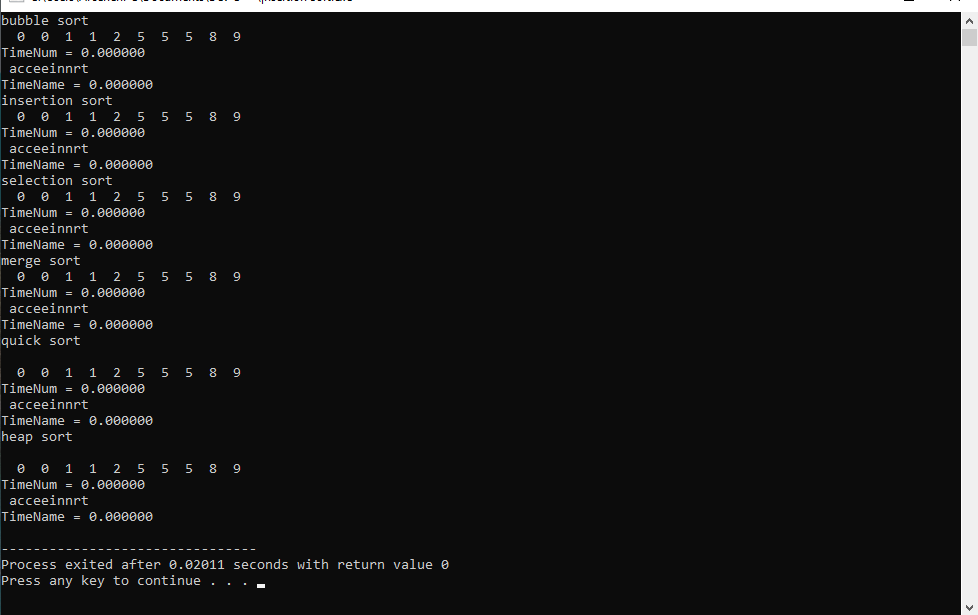 bubble sort
0 0 1 1 2 5 5 5 8 9
TimeNum = 0.000000
acceeinnrt
TimeName = 0.000000
insertion sort
0 0 1 1 2 5 5 5 8 9
TimeNum = 0.000000
acceeinnrt
TimeName = 0.000000
selection sort
0 0 1 1 2 5 5 5 8 9
TimeNum = 0.000000
acceeinnrt
TimeName = 0.000000
merge sort
0 0 1 1 2 5 5 5 8 9
TimeNum = 0.000000
acceeinnrt
TimeName = 0.000000
quick sort
0 0 1 1 2 5 5 5 8 9
TimeNum = 0.000000
acceeinnrt
TimeName = 0.000000
heap sort
0 0 1 1 2 5 5 5 8 9
TimeNum = 0.000000
acceeinnrt
TimeName = 0.000000
--------------------------------
Process exited after 0.02011 seconds with return value 0
Press any key to continue . . .